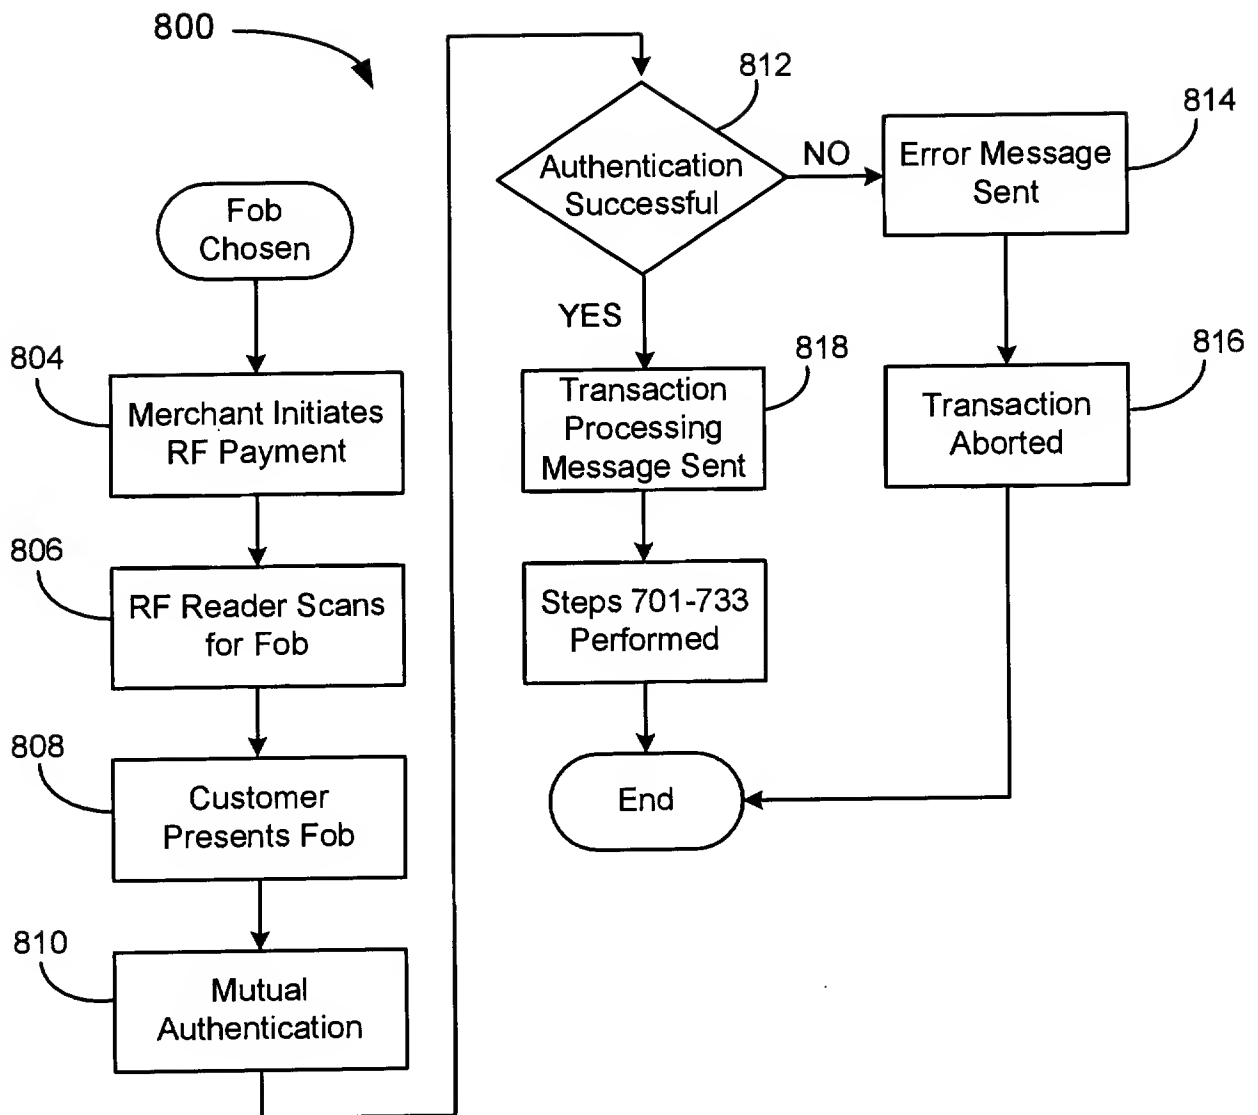 800
Fob
Chosen
804
Merchant Initiates
RF Payment
806
RF Reader Scans
for Fob
808
Customer
Presents Fob
810
Mutual
Authentication
812
Authentication
Successful
NO
814
Error Message
Sent
816
Transaction
Aborted
YES
818
Transaction
Processing
Message Sent
Steps 701-733
Performed
End